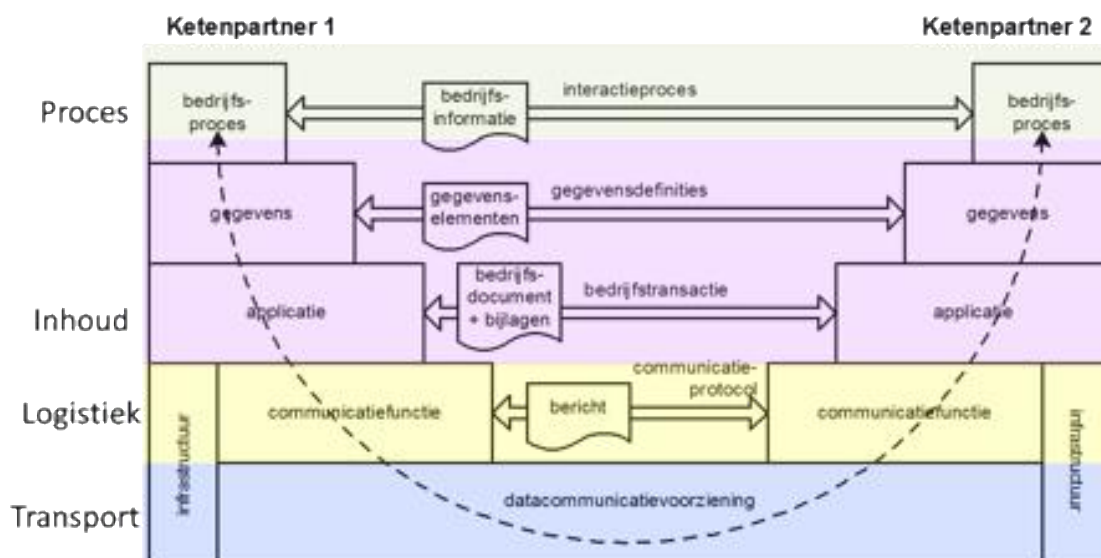 Ketenpartner 1
Ketenpartner 2
Proces
bedrijfs-
proces
bedrijfs-
informatie
interactieproces
bedrijfs-
proces
gegevens
gegevens-
elementen
gegevensdefinities
gegevens
Inhoud
applicatie
bedrijfs-
document
+ bijlagen
bedrijfstransactie
applicatie
Logistiek
infrastructuur
communicatiefunctie
bericht
communicatie-
protocol
communicatiefunctie
infrastructuur
Transport
datacommunicatievoorziening